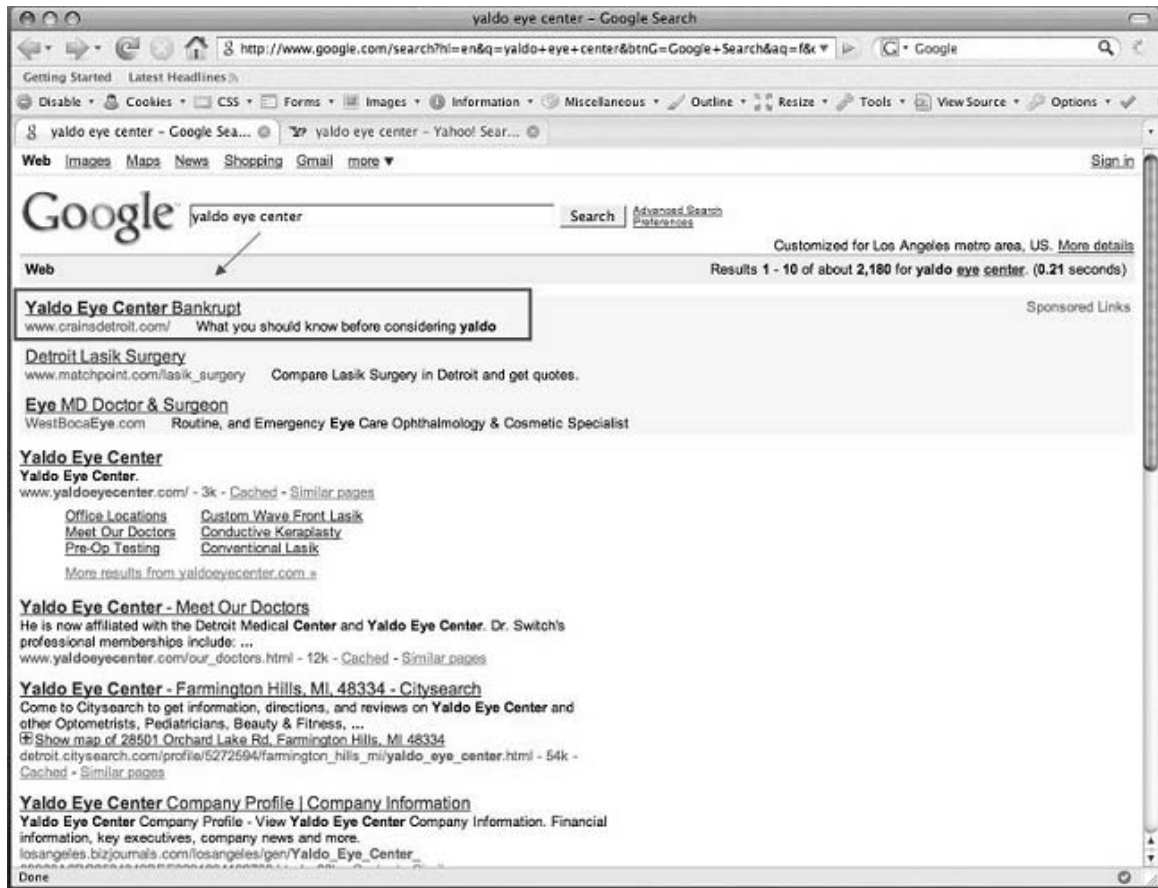 yaldo eye center – Google Search
http://www.google.com/search?hl=en&q=yaldo+eye+center&btnG=Google+Search&aq=f& Google
Getting Started Latest Headlines
Disable Cookies CSS Forms Images Information Miscellaneous Outline Resize Tools View Source Options
yaldo eye center – Google Sea... yaldo eye center – Yahoo! Sear...
Web Images Maps News Shopping Gmail more ▼ Sign in
Google yaldo eye center Search Advanced Search
Preferences
Customized for Los Angeles metro area, US. More details
Web Results 1 - 10 of about 2,180 for yaldo eye center. (0.21 seconds)
Yaldo Eye Center Bankrupt Sponsored Links
www.crainsdetroit.com/ What you should know before considering yaldo
Detroit Lasik Surgery
www.matchpoint.com/lasik_surgery Compare Lasik Surgery in Detroit and get quotes.
Eye MD Doctor & Surgeon
WestBocaEye.com Routine, and Emergency Eye Care Ophthalmology & Cosmetic Specialist
Yaldo Eye Center
Yaldo Eye Center.
www.yaldoeyecenter.com/ - 3k - Cached - Similar pages
Office Locations Custom Wave Front Lasik
Meet Our Doctors Conductive Keraplasty
Pre-Op Testing Conventional Lasik
More results from yaldoeyecenter.com »
Yaldo Eye Center - Meet Our Doctors
He is now affiliated with the Detroit Medical Center and Yaldo Eye Center. Dr. Switch's
professional memberships include: ...
www.yaldoeyecenter.com/our_doctors.html - 12k - Cached - Similar pages
Yaldo Eye Center - Farmington Hills, MI, 48334 - Citysearch
Come to Citysearch to get information, directions, and reviews on Yaldo Eye Center and
other Optometrists, Pediatricians, Beauty & Fitness, ...
Show map of 28501 Orchard Lake Rd, Farmington Hills, MI 48334
detroit.citysearch.com/profile/5272594/farmington_hills_mi/yaldo_eye_center.html - 54k -
Cached - Similar pages
Yaldo Eye Center Company Profile | Company Information
Yaldo Eye Center Company Profile - View Yaldo Eye Center Company Information. Financial
information, key executives, company news and more.
losangeles.bizjournals.com/losangeles/gen/Yaldo_Eye_Center_
Done